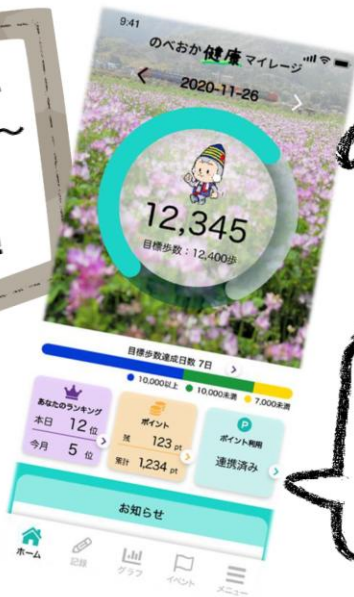 9:41
のべおか健康マイレージ
2020-11-26
12,345
目標歩数：12,400歩
目標歩数達成日数 7日
10,000以上 10,000未満 7,000未満
あなたのランキング
本日 12 位
今月 5 位
ポイント
残 123 pt
累計 1,234 pt
P
ポイント利用
連携済み
お知らせ
ホーム 記録 グラフ イベント メニュー